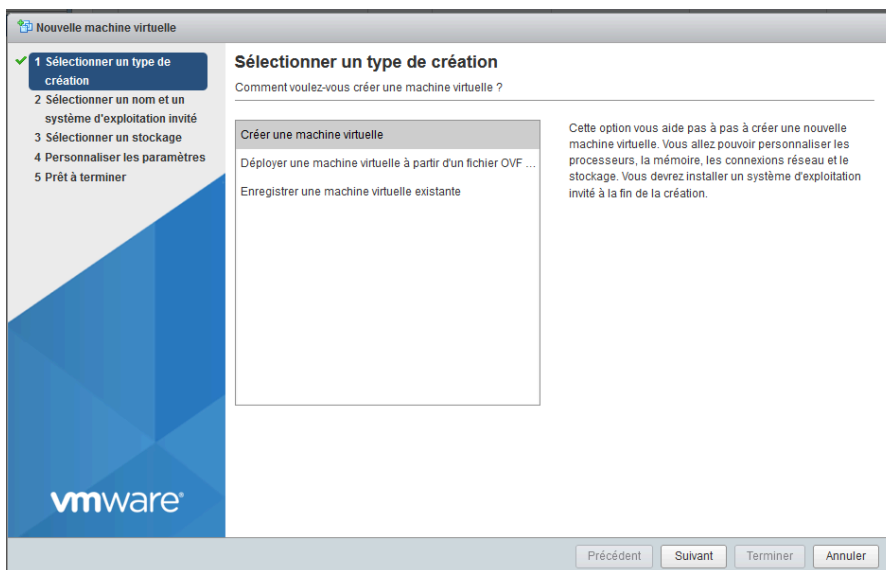 Nouvelle machine virtuelle
1 Sélectionner un type de
création
2 Sélectionner un nom et un
système d'exploitation invité
3 Sélectionner un stockage
4 Personnaliser les paramètres
5 Prêt à terminer
vmware®
Sélectionner un type de création
Comment voulez-vous créer une machine virtuelle ?
Créer une machine virtuelle
Déployer une machine virtuelle à partir d'un fichier OVF ...
Enregistrer une machine virtuelle existante
Cette option vous aide pas à pas à créer une nouvelle
machine virtuelle. Vous allez pouvoir personnaliser les
processeurs, la mémoire, les connexions réseau et le
stockage. Vous devrez installer un système d'exploitation
invité à la fin de la création.
Précédent Suivant Terminer Annuler